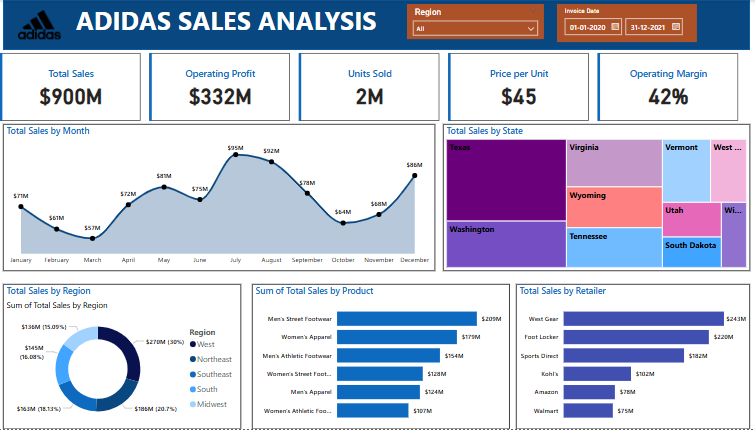 adidas
ADIDAS SALES ANALYSIS
Region
All
Invoice Date
01-01-2020
31-12-2021
Total Sales
$900M
Operating Profit
$332M
Units Sold
2M
Price per Unit
$45
Operating Margin
42%
Total Sales by Month
$71M
$61M
$57M
$72M
$81M
$75M
$95M
$92M
$78M
$64M
$68M
$86M
January February March April May June July August September October November December
Total Sales by State
Texas
Washington
Virginia
Wyoming
Tennessee
Vermont
West ...
Utah
Wi...
South Dakota
Total Sales by Region
Sum of Total Sales by Region
$136M (15.09%)
$145M
(16.08%)
$163M (18.13%)
$186M (20.7%)
$270M (30%)
Region
West
Northeast
Southeast
South
Midwest
Sum of Total Sales by Product
Men's Street Footwear $209M
Women's Apparel $179M
Men's Athletic Footwear $154M
Women's Street Foot... $128M
Men's Apparel $124M
Women's Athletic Foo... $107M
Total Sales by Retailer
West Gear $243M
Foot Locker $220M
Sports Direct $182M
Kohl's $102M
Amazon $78M
Walmart $75M